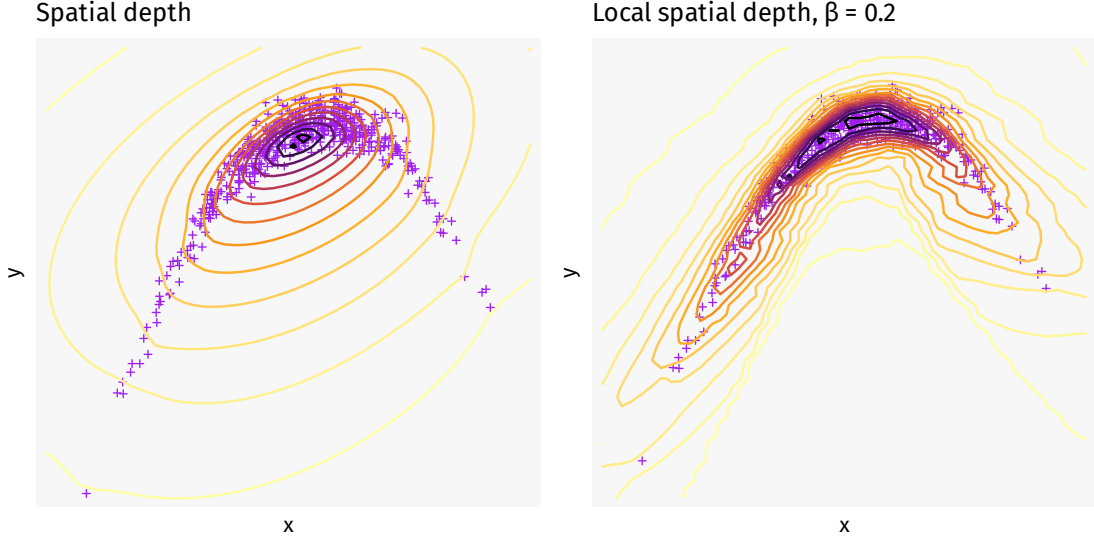 Spatial depth
Local spatial depth, β = 0.2
y
x
y
x